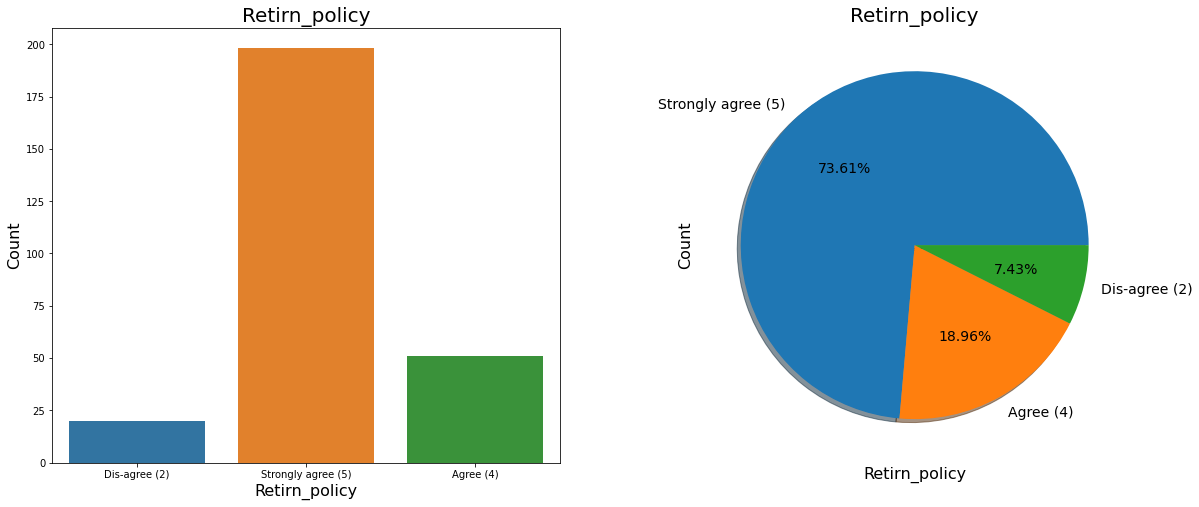 Retirn_policy
200
175
150
125
100
75
50
25
0
Count
Dis-agree (2)
Strongly agree (5)
Agree (4)
Retirn_policy
Retirn_policy
Strongly agree (5)
73.61%
Count
7.43%
Dis-agree (2)
18.96%
Agree (4)
Retirn_policy